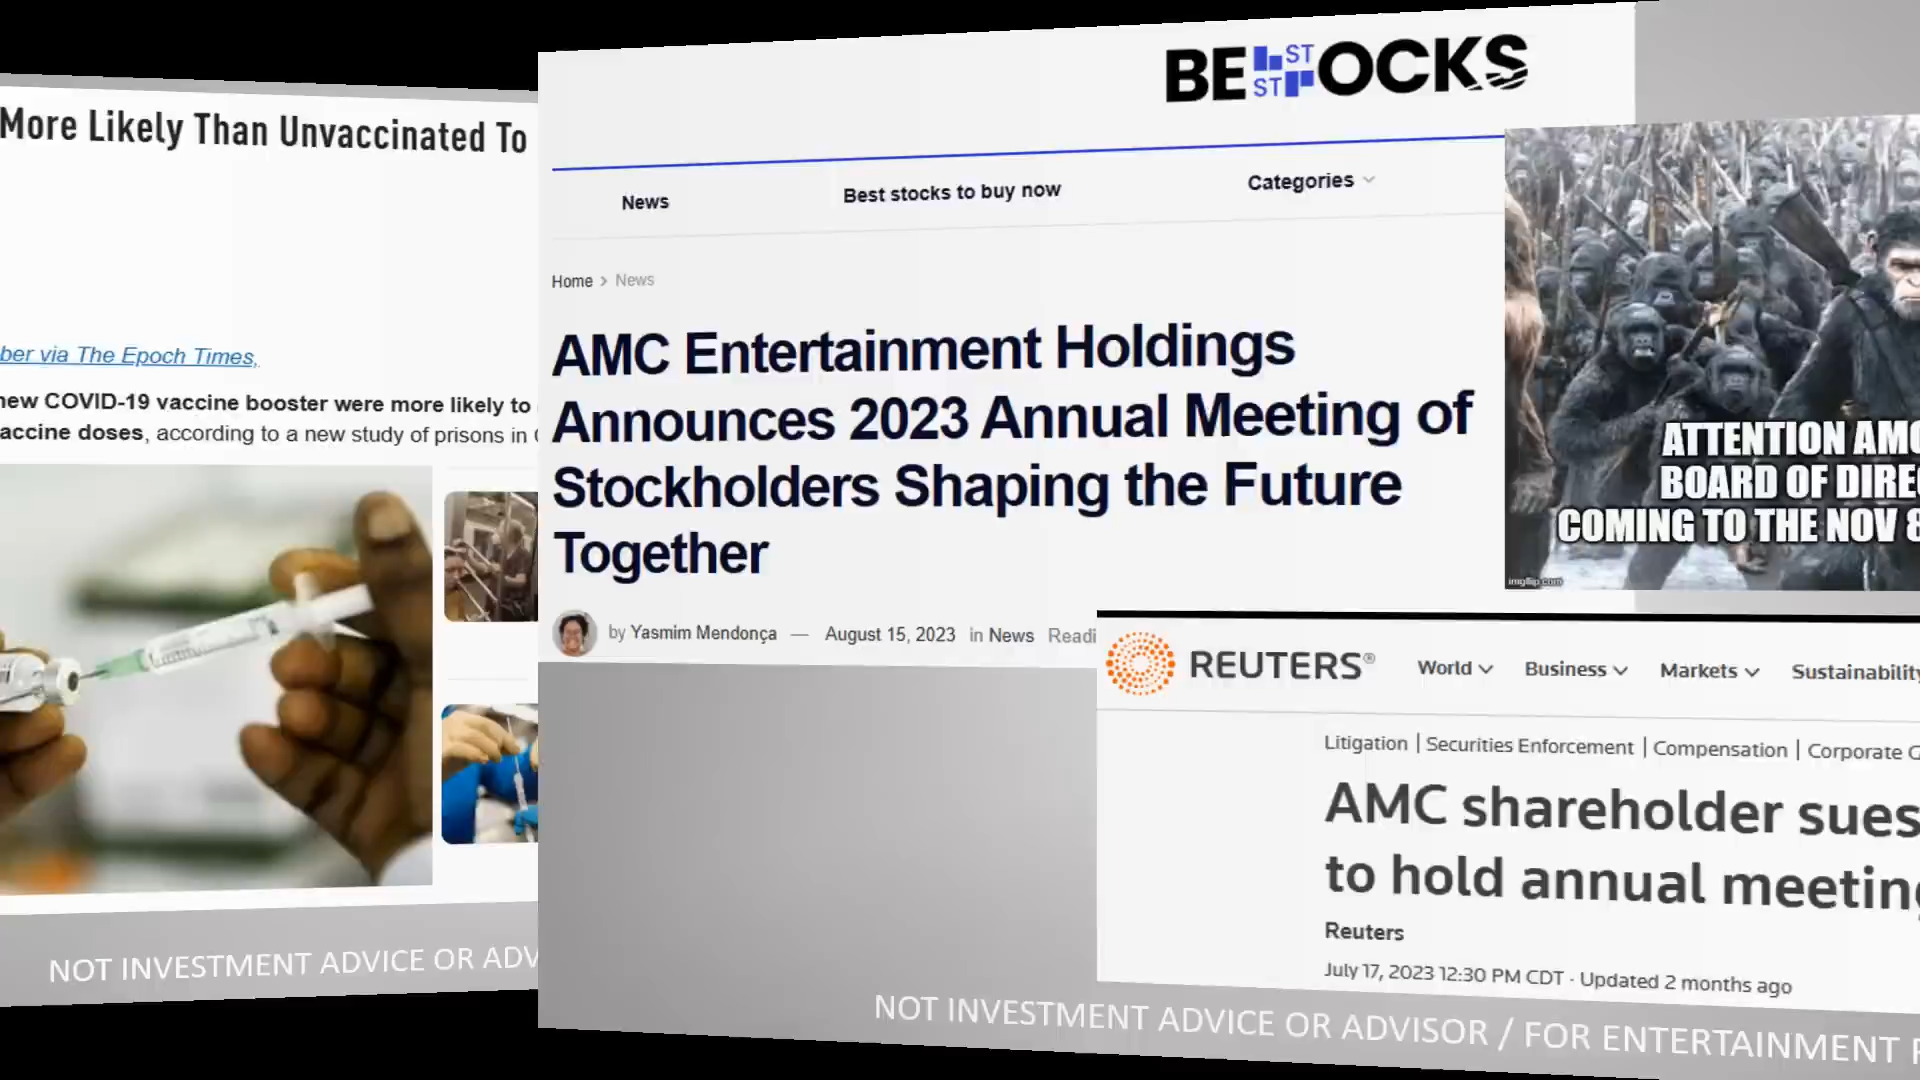 More Likely Than Unvaccinated To
ber via The Epoch Times,
new COVID-19 vaccine booster were more likely to
accine doses, according to a new study of prisons in
NOT INVESTMENT ADVICE OR ADV
BE ST ST OCKS
News Best stocks to buy now Categories
Home > News
AMC Entertainment Holdings
Announces 2023 Annual Meeting of
Stockholders Shaping the Future
Together
by Yasmim Mendonça — August 15, 2023 in News Readi
ATTENTION AMC
BOARD OF DIREC
COMING TO THE NOV 8
imgflip.com
REUTERS® World Business Markets Sustainability
Litigation | Securities Enforcement | Compensation | Corporate G
AMC shareholder sues
to hold annual meeting
Reuters
July 17, 2023 12:30 PM CDT · Updated 2 months ago
NOT INVESTMENT ADVICE OR ADVISOR / FOR ENTERTAINMENT